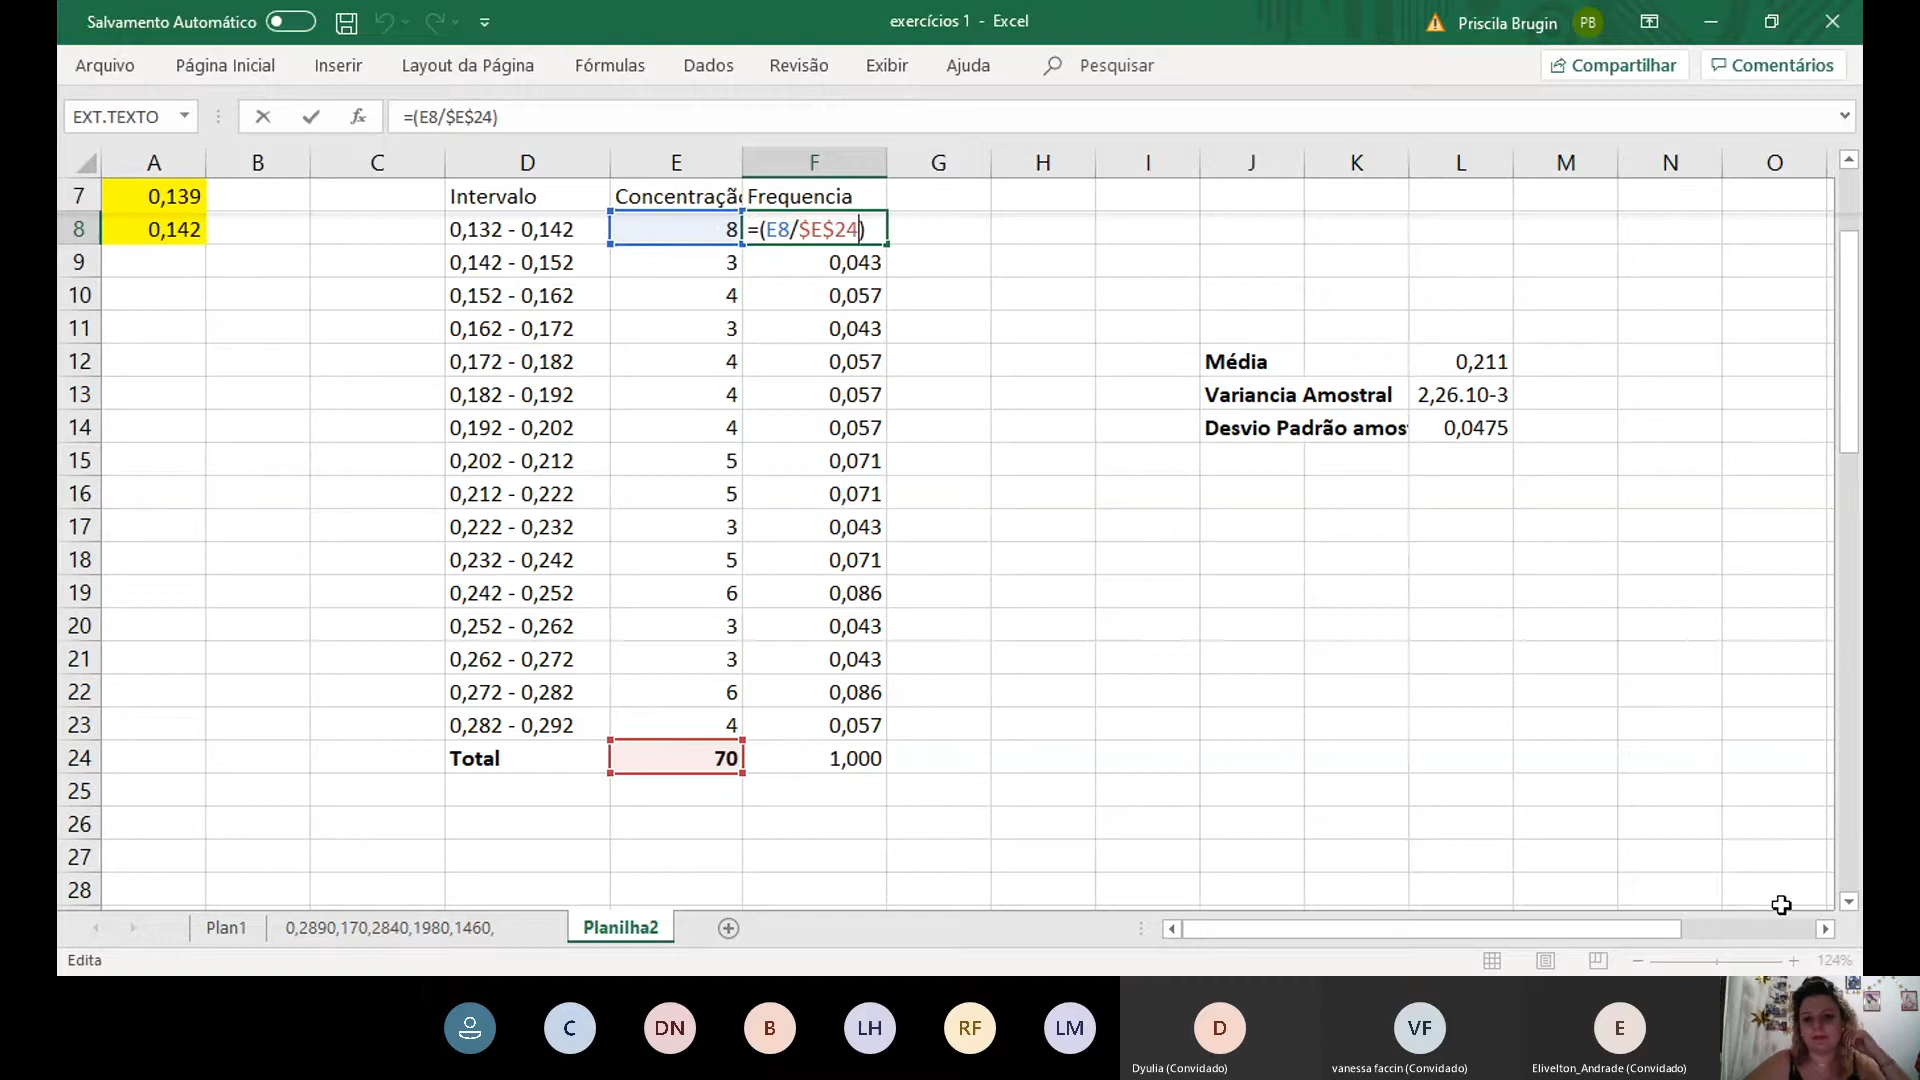 Salvamento Automático
exercícios 1 - Excel
Priscila Brugin PB
Arquivo Página Inicial Inserir Layout da Página Fórmulas Dados Revisão Exibir Ajuda Pesquisar Compartilhar Comentários
EXT.TEXTO fx =(E8/$E$24)
A B C D E F G H I J K L M N O
7 0,139 Intervalo Concentração Frequencia
8 0,142 0,132 - 0,142 8 =(E8/$E$24)
9 0,142 - 0,152 3 0,043
10 0,152 - 0,162 4 0,057
11 0,162 - 0,172 3 0,043
12 0,172 - 0,182 4 0,057 Média 0,211
13 0,182 - 0,192 4 0,057 Variancia Amostral 2,26.10-3
14 0,192 - 0,202 4 0,057 Desvio Padrão amos 0,0475
15 0,202 - 0,212 5 0,071
16 0,212 - 0,222 5 0,071
17 0,222 - 0,232 3 0,043
18 0,232 - 0,242 5 0,071
19 0,242 - 0,252 6 0,086
20 0,252 - 0,262 3 0,043
21 0,262 - 0,272 3 0,043
22 0,272 - 0,282 6 0,086
23 0,282 - 0,292 4 0,057
24 Total 70 1,000
25
26
27
28
Plan1 0,2890,170,2840,1980,1460, Planilha2
Edita 124%
C DN B LH RF LM D VF E
Dyulia (Convidado) vanessa faccin (Convidado) Elivelton_Andrade (Convidado)